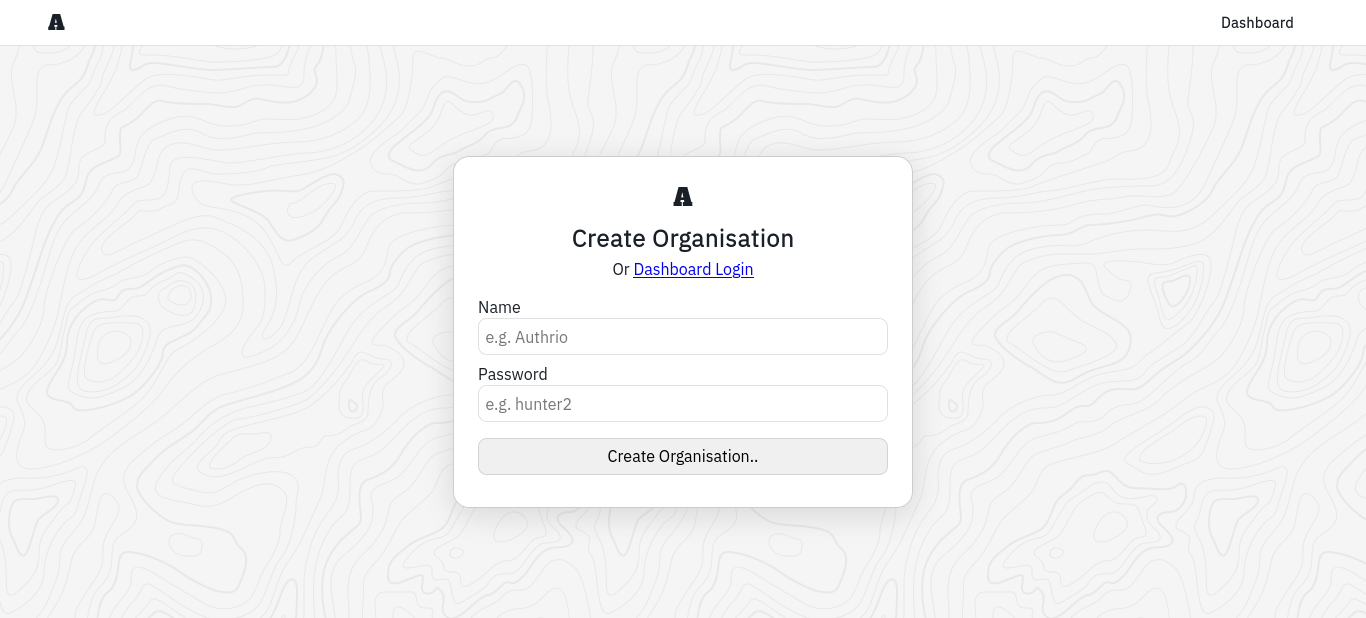 A
Dashboard
A
Create Organisation
Or Dashboard Login
Name
e.g. Authrio
Password
e.g. hunter2
Create Organisation..